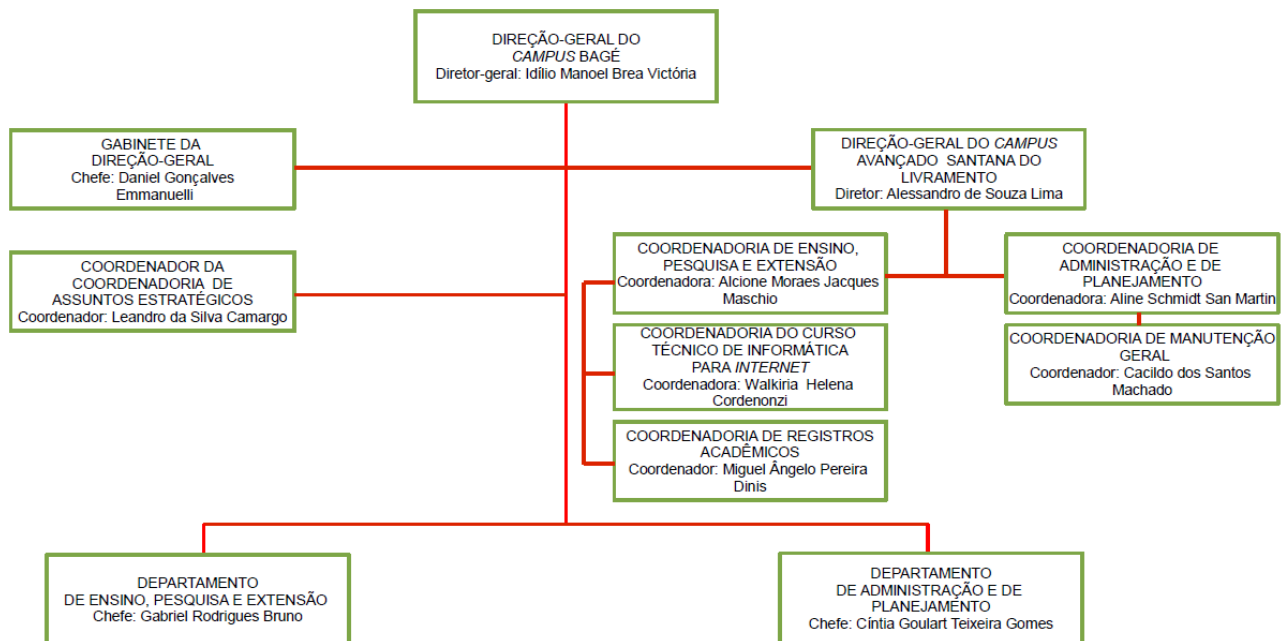 DIREÇÃO-GERAL DO
CAMPUS BAGÉ
Diretor-geral: Idílio Manoel Brea Victória
GABINETE DA
DIREÇÃO-GERAL
Chefe: Daniel Gonçalves
Emmanuelli
DIREÇÃO-GERAL DO CAMPUS
AVANÇADO SANTANA DO
LIVRAMENTO
Diretor: Alessandro de Souza Lima
COORDENADOR DA
COORDENADORIA DE
ASSUNTOS ESTRATÉGICOS
Coordenador: Leandro da Silva Camargo
COORDENADORIA DE ENSINO,
PESQUISA E EXTENSÃO
Coordenadora: Alcione Moraes Jacques
Maschio
COORDENADORIA DE
ADMINISTRAÇÃO E DE
PLANEJAMENTO
Coordenadora: Aline Schmidt San Martin
COORDENADORIA DO CURSO
TÉCNICO DE INFORMÁTICA
PARA INTERNET
Coordenadora: Walkiria Helena
Cordenonzi
COORDENADORIA DE MANUTENÇÃO
GERAL
Coordenador: Cacildo dos Santos
Machado
COORDENADORIA DE REGISTROS
ACADÊMICOS
Coordenador: Miguel Ângelo Pereira
Dinis
DEPARTAMENTO
DE ENSINO, PESQUISA E EXTENSÃO
Chefe: Gabriel Rodrigues Bruno
DEPARTAMENTO
DE ADMINISTRAÇÃO E DE
PLANEJAMENTO
Chefe: Cíntia Goulart Teixeira Gomes